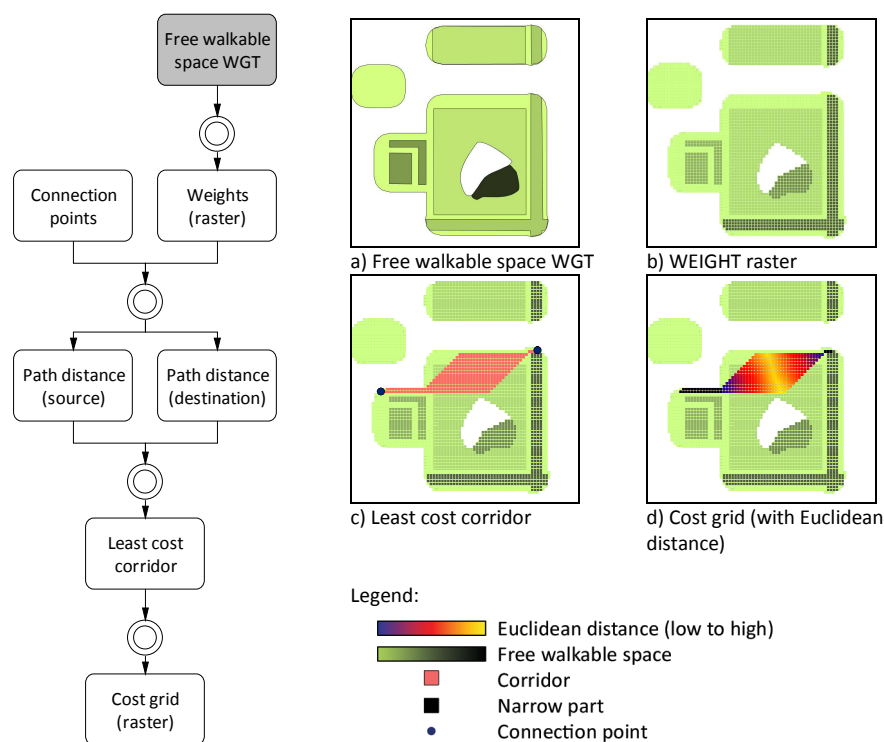 Free walkable
space WGT
Connection
points
Weights
(raster)
Path distance
(source)
Path distance
(destination)
Least cost
corridor
Cost grid
(raster)
a) Free walkable space WGT
b) WEIGHT raster
c) Least cost corridor
d) Cost grid (with Euclidean
distance)
Legend:
Euclidean distance (low to high)
Free walkable space
Corridor
Narrow part
Connection point